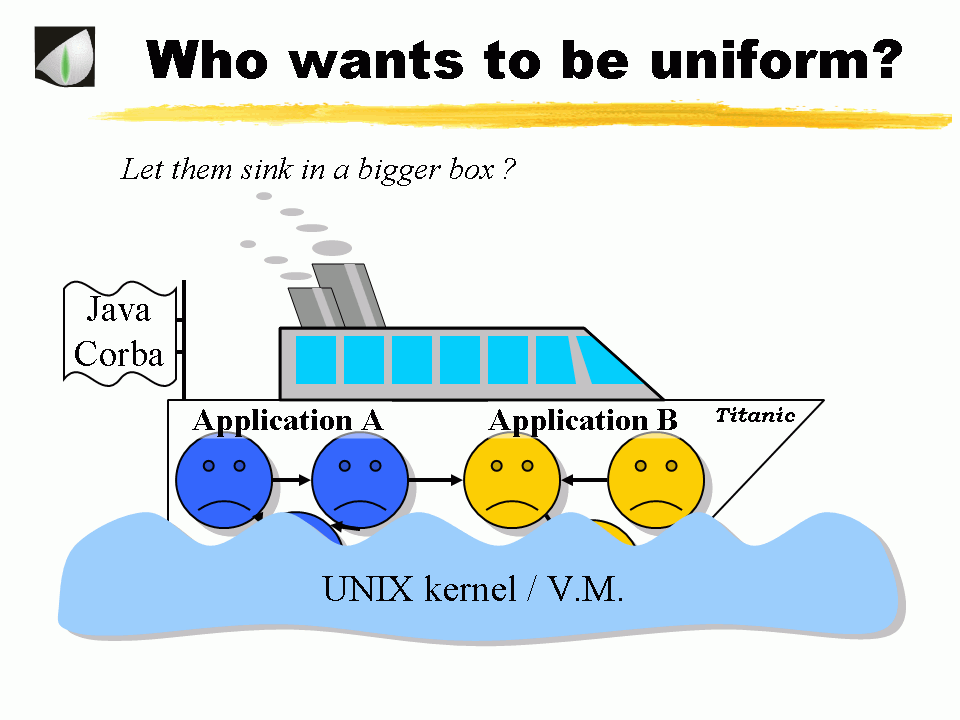 Who wants to be uniform?
Let them sink in a bigger box ?
Java
Corba
Application A
Application B
Titanic
UNIX kernel / V.M.